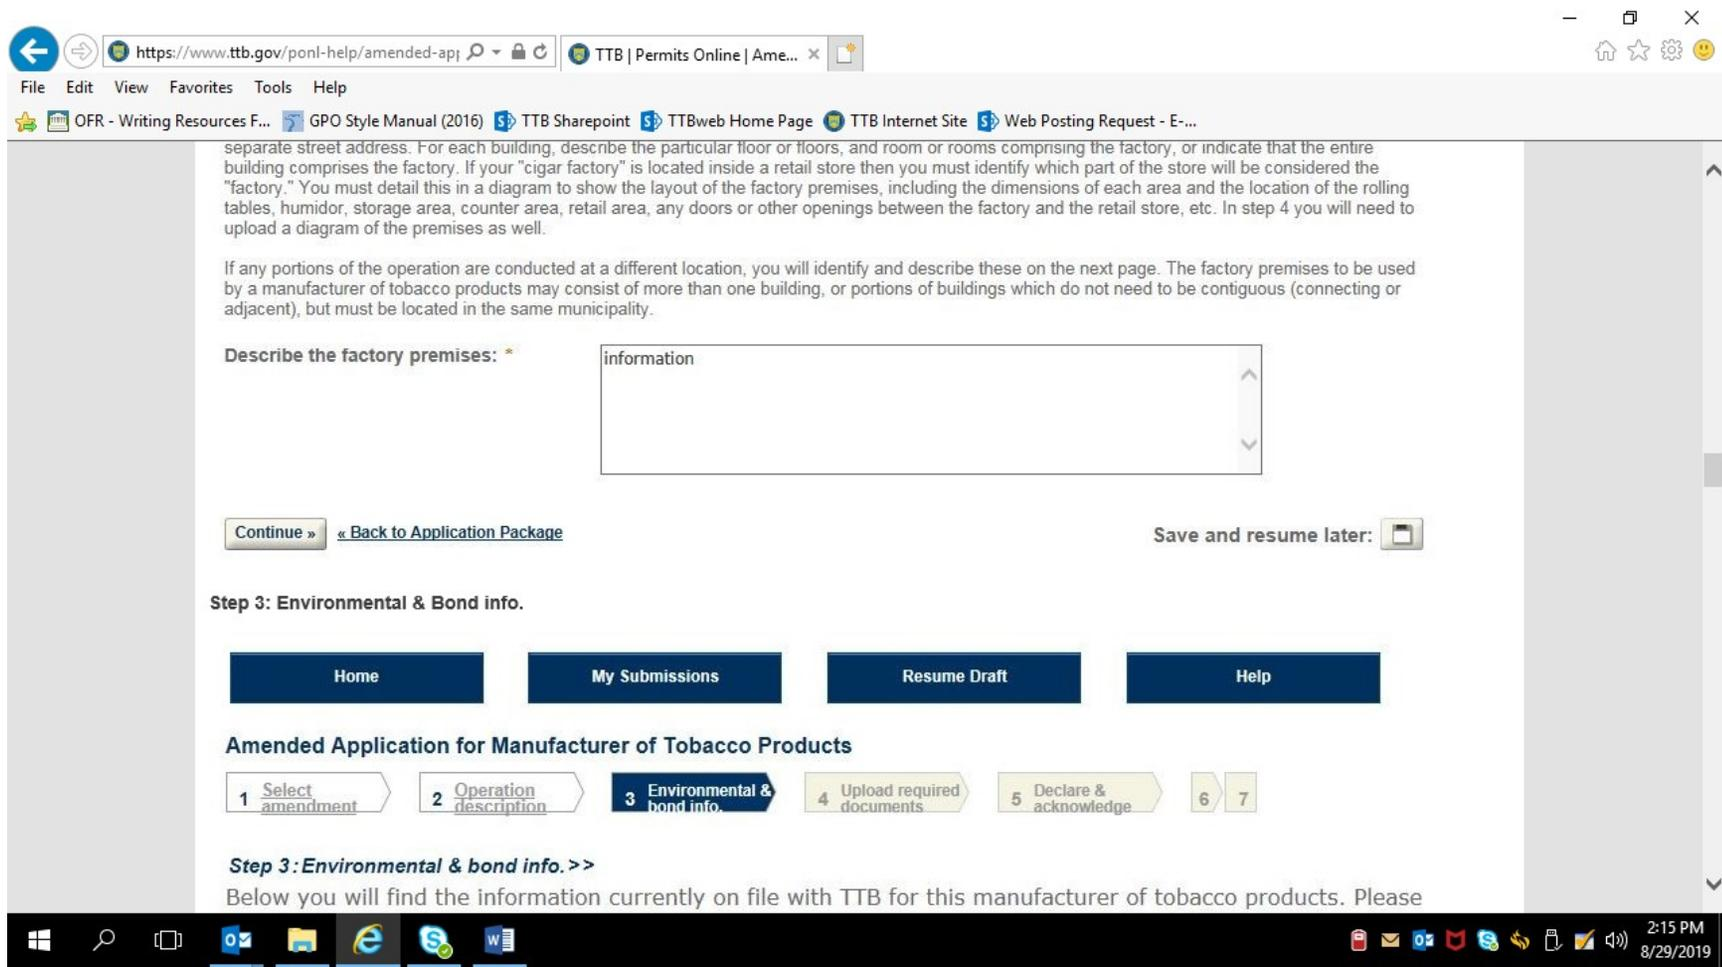 https://www.ttb.gov/ponl-help/amended-ap
TTB | Permits Online | Ame...
File Edit View Favorites Tools Help
OFR - Writing Resources F... GPO Style Manual (2016) TTB Sharepoint TTBweb Home Page TTB Internet Site Web Posting Request - E-...
separate street address. For each building, describe the particular floor or floors, and room or rooms comprising the factory, or indicate that the entire
building comprises the factory. If your "cigar factory" is located inside a retail store then you must identify which part of the store will be considered the
"factory." You must detail this in a diagram to show the layout of the factory premises, including the dimensions of each area and the location of the rolling
tables, humidor, storage area, counter area, retail area, any doors or other openings between the factory and the retail store, etc. In step 4 you will need to
upload a diagram of the premises as well.
If any portions of the operation are conducted at a different location, you will identify and describe these on the next page. The factory premises to be used
by a manufacturer of tobacco products may consist of more than one building, or portions of buildings which do not need to be contiguous (connecting or
adjacent), but must be located in the same municipality.
Describe the factory premises: *
information
Continue »
« Back to Application Package
Save and resume later:
Step 3: Environmental & Bond info.
Home
My Submissions
Resume Draft
Help
Amended Application for Manufacturer of Tobacco Products
1 Select
amendment
2 Operation
description
3 Environmental &
bond info.
4 Upload required
documents
5 Declare &
acknowledge
6
7
Step 3:Environmental & bond info.>>
Below you will find the information currently on file with TTB for this manufacturer of tobacco products. Please
2:15 PM
8/29/2019